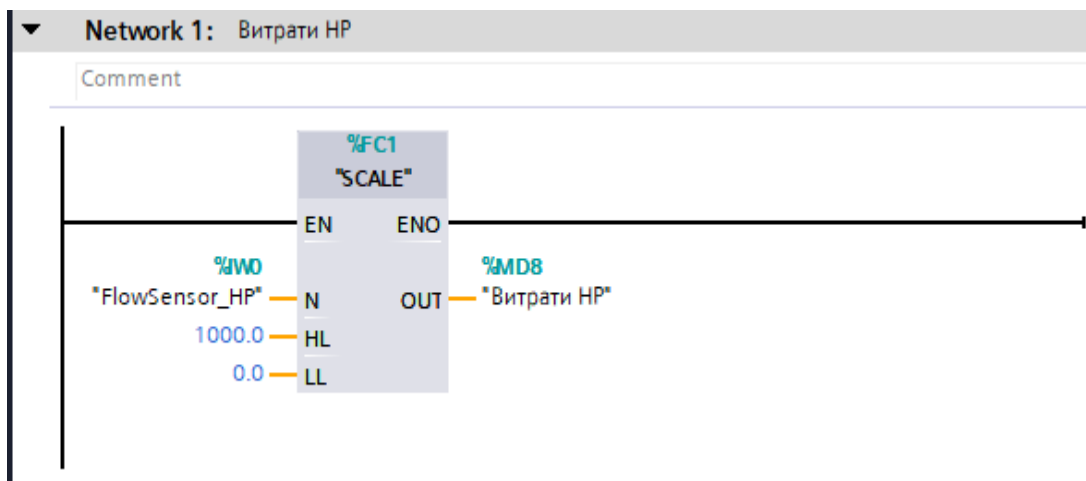 Network 1: Витрати НР
Comment
%FC1
"SCALE"
EN ENO
%IW0 %MD8
"FlowSensor_HP" N OUT "Витрати НР"
1000.0 HL
0.0 LL